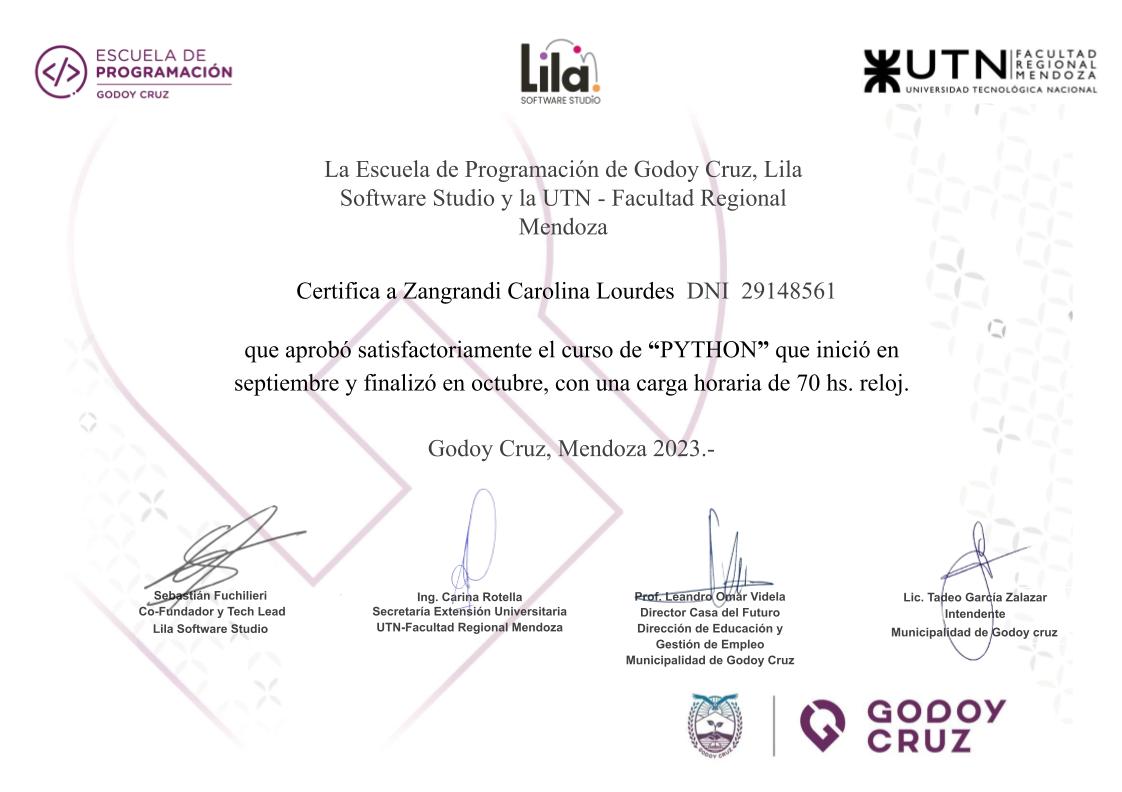 ESCUELA DE
PROGRAMACIÓN
GODOY CRUZ
Lila
SOFTWARE STUDIO
UTN
FACULTAD
REGIONAL
MENDOZA
UNIVERSIDAD TECNOLÓGICA NACIONAL
La Escuela de Programación de Godoy Cruz, Lila
Software Studio y la UTN - Facultad Regional
Mendoza
Certifica a Zangrandi Carolina Lourdes DNI 29148561
que aprobó satisfactoriamente el curso de “PYTHON” que inició en
septiembre y finalizó en octubre, con una carga horaria de 70 hs. reloj.
Godoy Cruz, Mendoza 2023.-
Sebastián Fuchilieri
Co-Fundador y Tech Lead
Lila Software Studio
Ing. Carina Rotella
Secretaría Extensión Universitaria
UTN-Facultad Regional Mendoza
Prof. Leandro Omár Videla
Director Casa del Futuro
Dirección de Educación y
Gestión de Empleo
Municipalidad de Godoy Cruz
Lic. Tadeo García Zalazar
Intendente
Municipalidad de Godoy cruz
GODOY
CRUZ